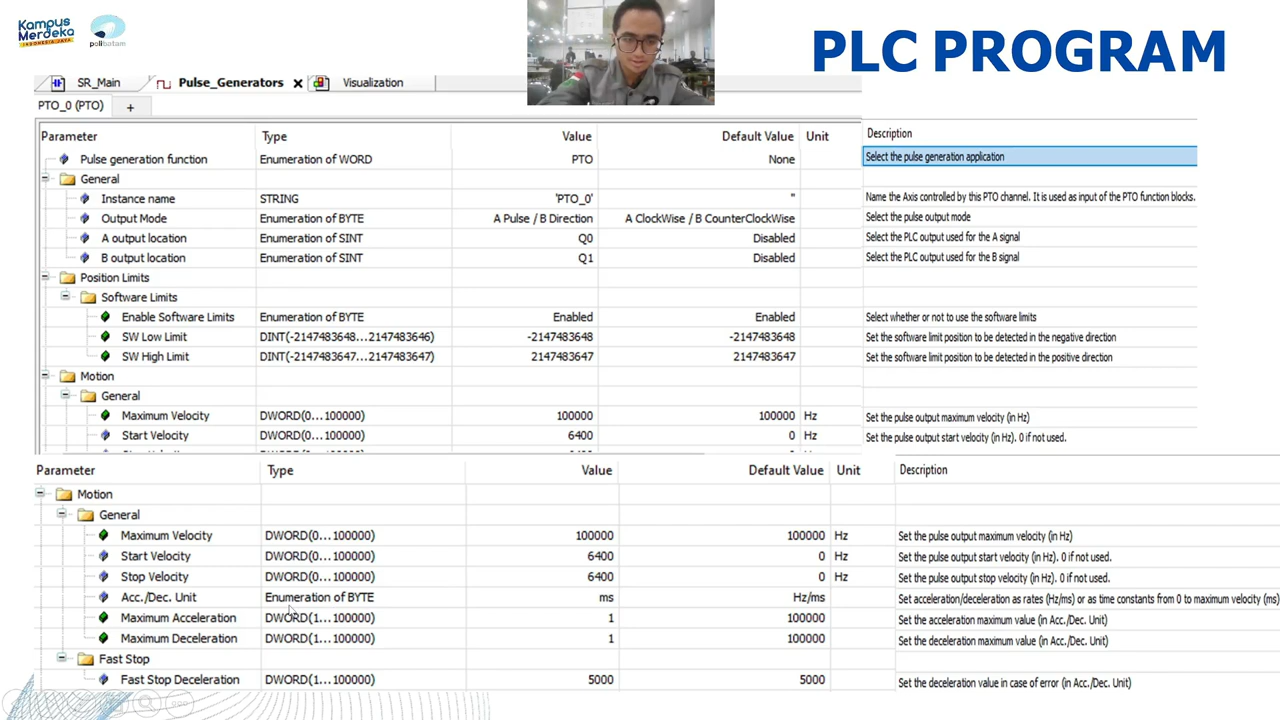 Kampus
Merdeka
INDONESIA JAYA
polibatam
PLC PROGRAM
SR_Main
Pulse_Generators
Visualization
PTO_0 (PTO)
+
Parameter Type Value Default Value Unit Description
Pulse generation function Enumeration of WORD PTO None Select the pulse generation application
General
Instance name STRING 'PTO_0' '' Name the Axis controlled by this PTO channel. It is used as input of the PTO function blocks.
Output Mode Enumeration of BYTE A Pulse / B Direction A ClockWise / B CounterClockWise Select the pulse output mode
A output location Enumeration of SINT Q0 Disabled Select the PLC output used for the A signal
B output location Enumeration of SINT Q1 Disabled Select the PLC output used for the B signal
Position Limits
Software Limits
Enable Software Limits Enumeration of BYTE Enabled Enabled Select whether or not to use the software limits
SW Low Limit DINT(-2147483648...2147483646) -2147483648 -2147483648 Set the software limit position to be detected in the negative direction
SW High Limit DINT(-2147483647...2147483647) 2147483647 2147483647 Set the software limit position to be detected in the positive direction
Motion
General
Maximum Velocity DWORD(0...100000) 100000 100000 Hz Set the pulse output maximum velocity (in Hz)
Start Velocity DWORD(0...100000) 6400 0 Hz Set the pulse output start velocity (in Hz). 0 if not used.
Parameter Type Value Default Value Unit Description
Motion
General
Maximum Velocity DWORD(0...100000) 100000 100000 Hz Set the pulse output maximum velocity (in Hz)
Start Velocity DWORD(0...100000) 6400 0 Hz Set the pulse output start velocity (in Hz). 0 if not used.
Stop Velocity DWORD(0...100000) 6400 0 Hz Set the pulse output stop velocity (in Hz). 0 if not used.
Acc./Dec. Unit Enumeration of BYTE ms Hz/ms Set acceleration/deceleration as rates (Hz/ms) or as time constants from 0 to maximum velocity (ms)
Maximum Acceleration DWORD(1...100000) 1 100000 Set the acceleration maximum value (in Acc./Dec. Unit)
Maximum Deceleration DWORD(1...100000) 1 100000 Set the deceleration maximum value (in Acc./Dec. Unit)
Fast Stop
Fast Stop Deceleration DWORD(1...100000) 5000 5000 Set the deceleration value in case of error (in Acc./Dec. Unit)